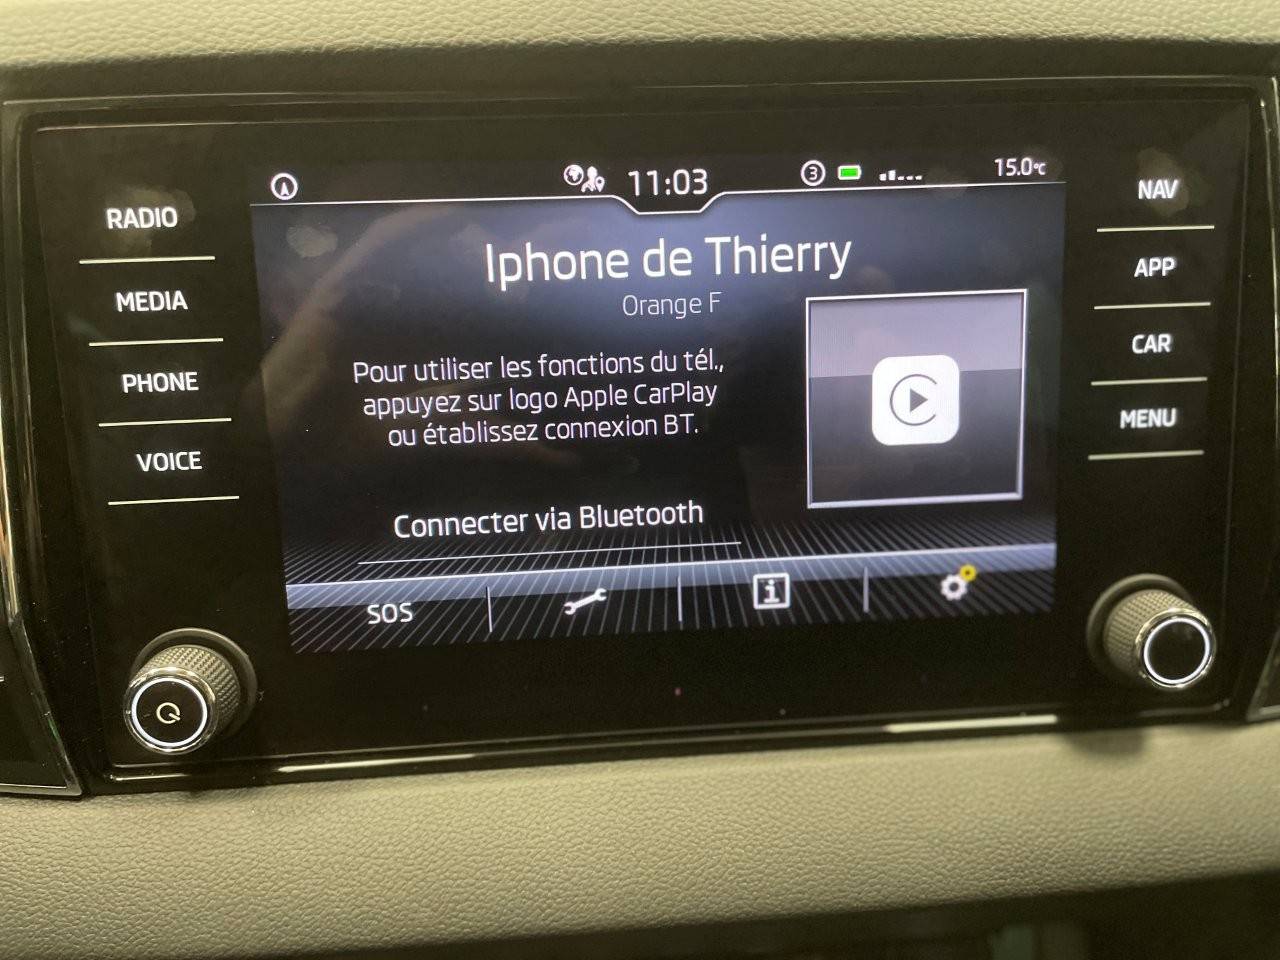 11:03
3
15.0°C
RADIO
MEDIA
PHONE
VOICE
Iphone de Thierry
Orange F
Pour utiliser les fonctions du tél.,
appuyez sur logo Apple CarPlay
ou établissez connexion BT.
Connecter via Bluetooth
SOS
NAV
APP
CAR
MENU